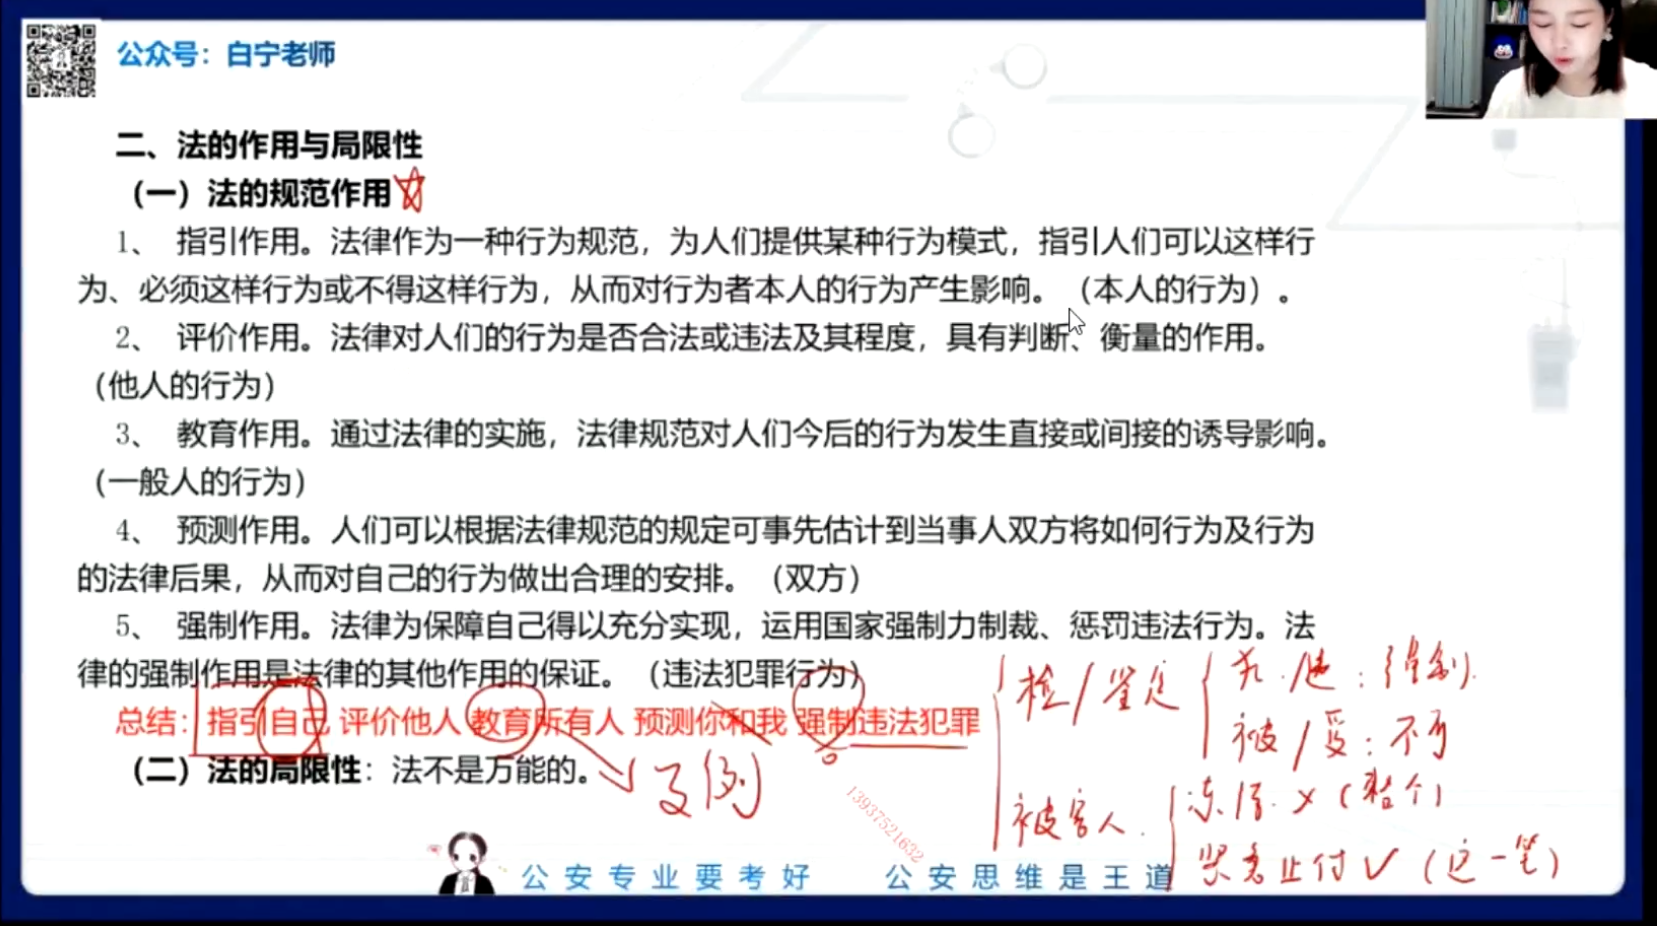 公众号：白宁老师
二、法的作用与局限性
（一）法的规范作用
1、 指引作用。法律作为一种行为规范，为人们提供某种行为模式，指引人们可以这样行
为、必须这样行为或不得这样行为，从而对行为者本人的行为产生影响。（本人的行为）。
2、 评价作用。法律对人们的行为是否合法或违法及其程度，具有判断、衡量的作用。
（他人的行为）
3、 教育作用。通过法律的实施，法律规范对人们今后的行为发生直接或间接的诱导影响。
（一般人的行为）
4、 预测作用。人们可以根据法律规范的规定可事先估计到当事人双方将如何行为及行为
的法律后果，从而对自己的行为做出合理的安排。（双方）
5、 强制作用。法律为保障自己得以充分实现，运用国家强制力制裁、惩罚违法行为。法
律的强制作用是法律的其他作用的保证。（违法犯罪行为）
总结：指引自己 评价他人 教育所有人 预测你和我 强制违法犯罪
（二）法的局限性：法不是万能的。
反例
检/鉴定
犯/违：强制
被/受：不可
被害人
冻结 x（整个）
紧急止付 ✓（这一笔）
13937521632
公安专业要考好 公安思维是王道